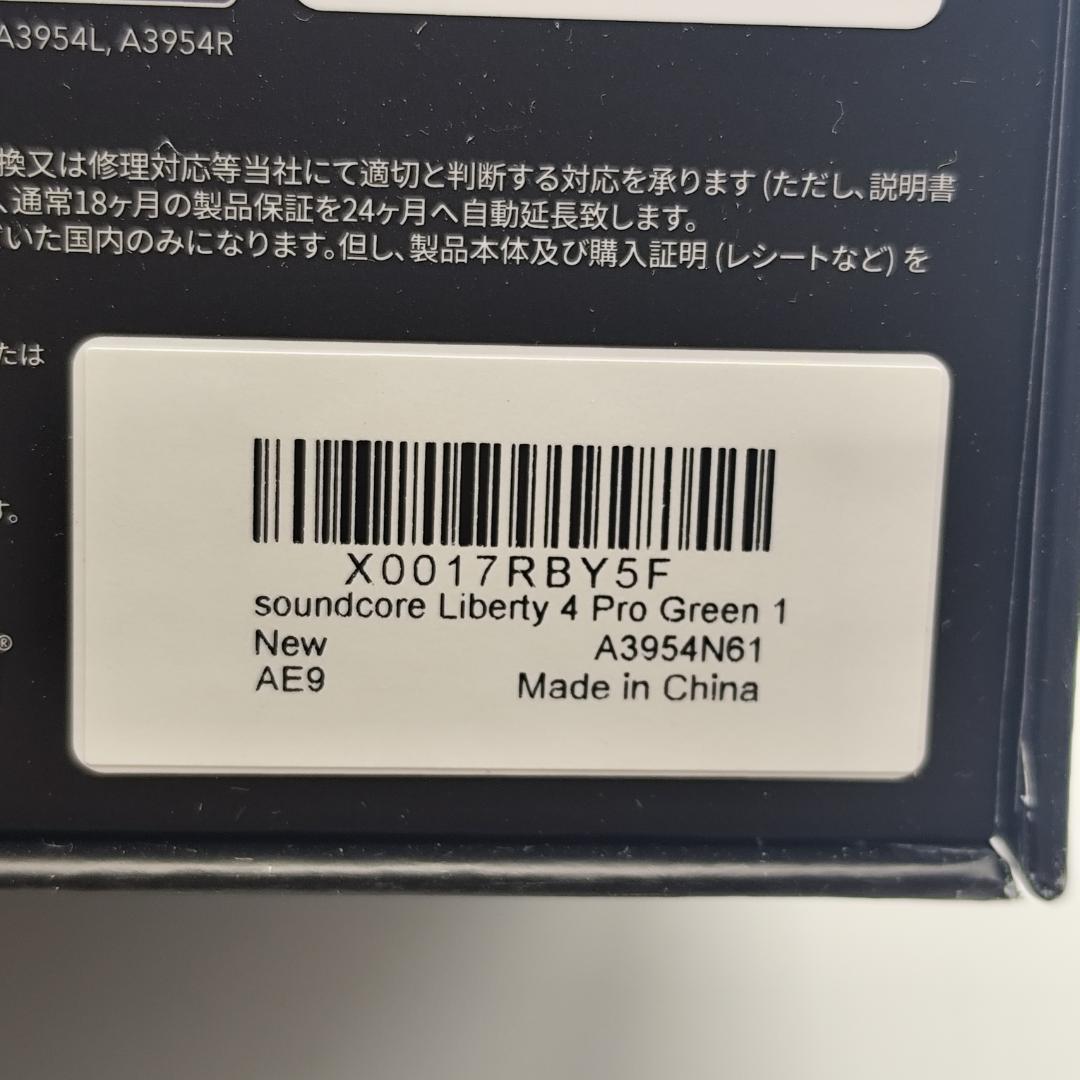 A3954L, A3954R
換又は修理対応等当社にて適切と判断する対応を承ります (ただし、説明書
、通常18ヶ月の製品保証を24ヶ月へ自動延長致します。
いた国内のみになります。但し、製品本体及び購入証明 (レシートなど) を
たは
す。
®
X0017RBY5F
soundcore Liberty 4 Pro Green 1
New A3954N61
AE9 Made in China